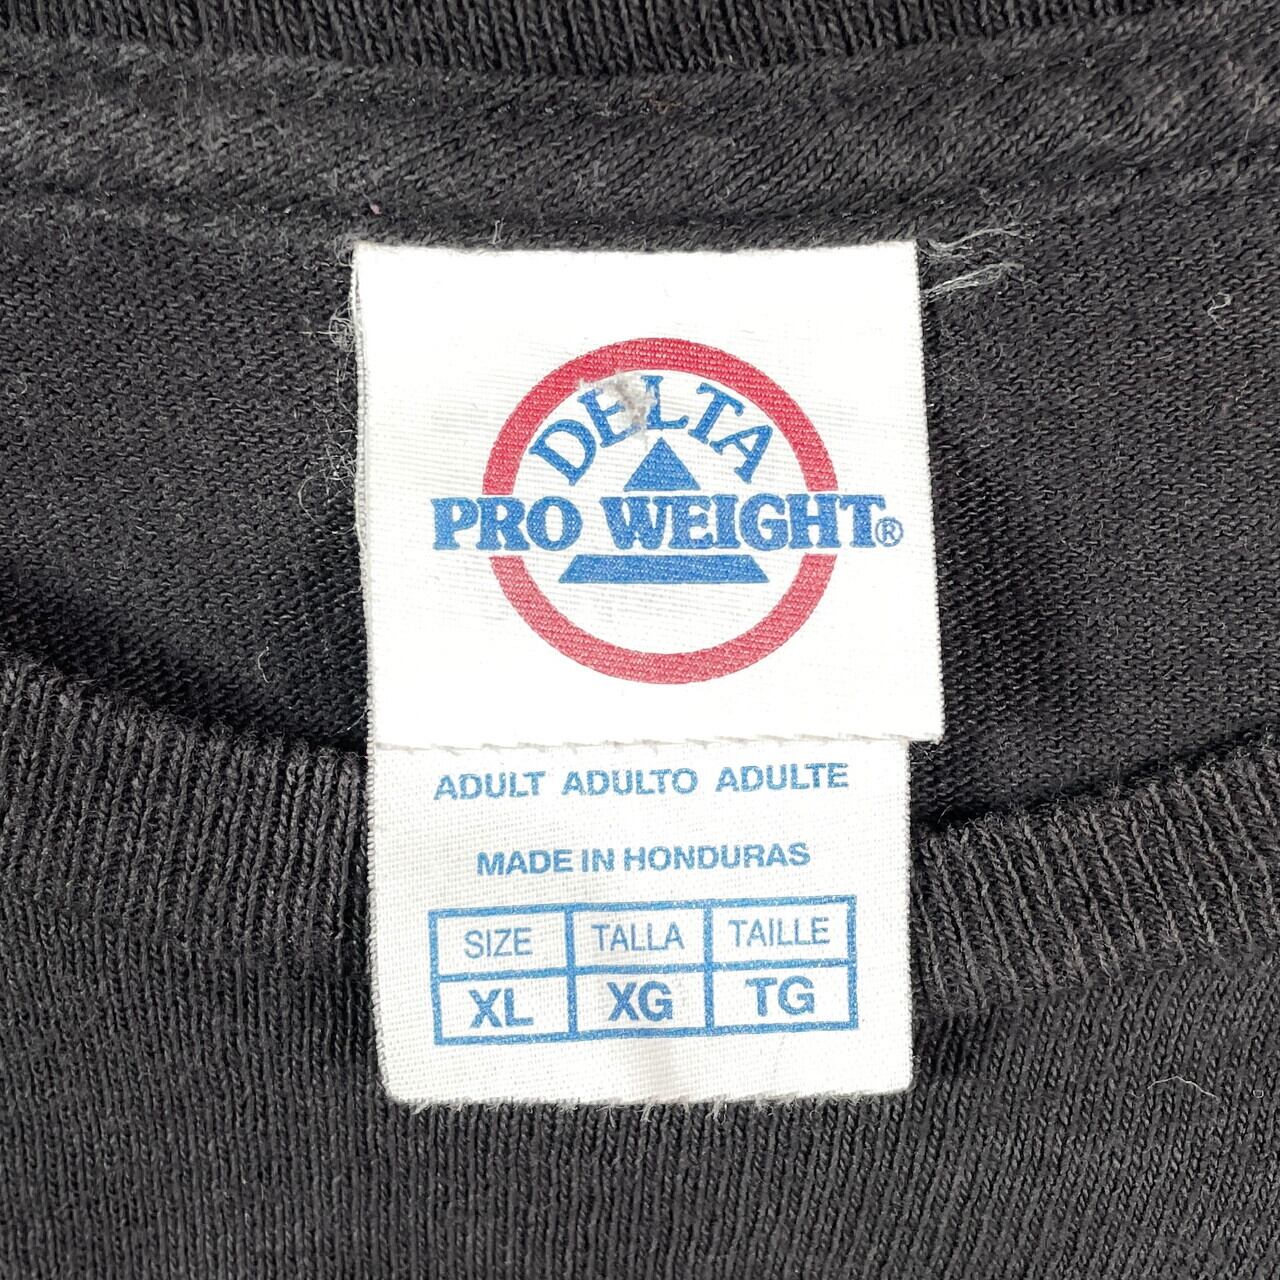 DELTA
PRO WEIGHT®
ADULT ADULTO ADULTE
MADE IN HONDURAS
SIZE TALLA TAILLE
XL XG TG